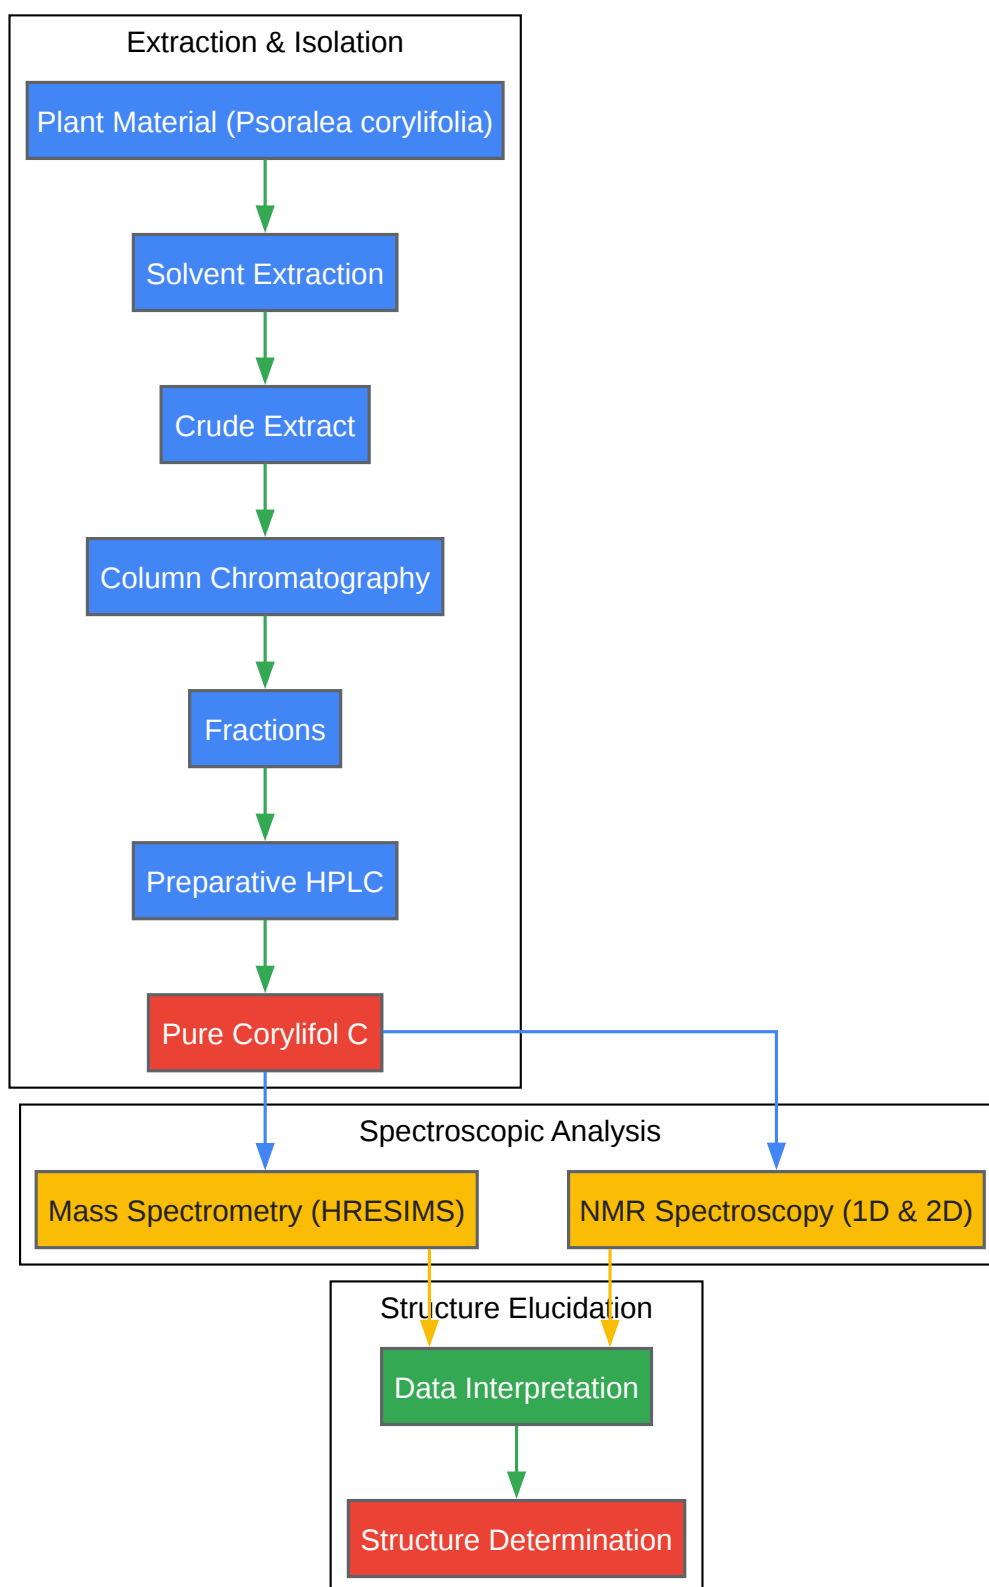 Extraction & Isolation
Plant Material (Psoralea corylifolia)
Solvent Extraction
Crude Extract
Column Chromatography
Fractions
Preparative HPLC
Pure Corylifol C
Spectroscopic Analysis
Mass Spectrometry (HRESIMS)
NMR Spectroscopy (1D & 2D)
Structure Elucidation
Data Interpretation
Structure Determination